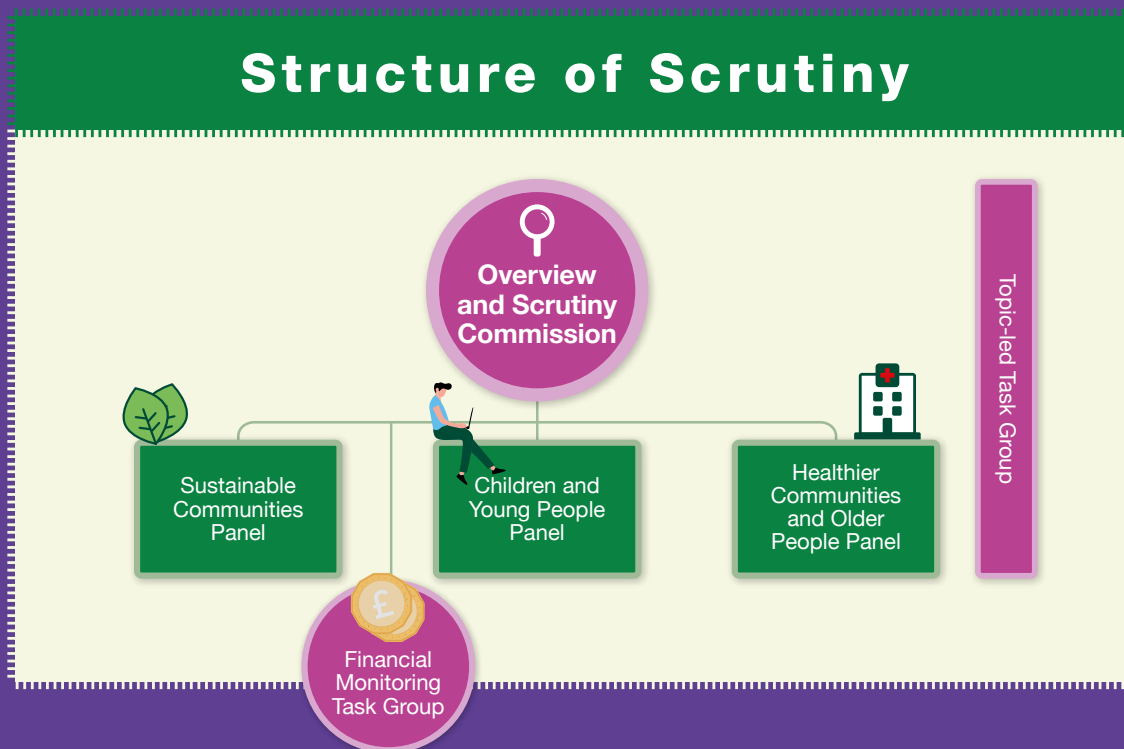 Structure of Scrutiny
Overview
and Scrutiny
Commission
Sustainable
Communities
Panel
Children and
Young People
Panel
Healthier
Communities
and Older
People Panel
Topic-led Task Group
£
Financial
Monitoring
Task Group